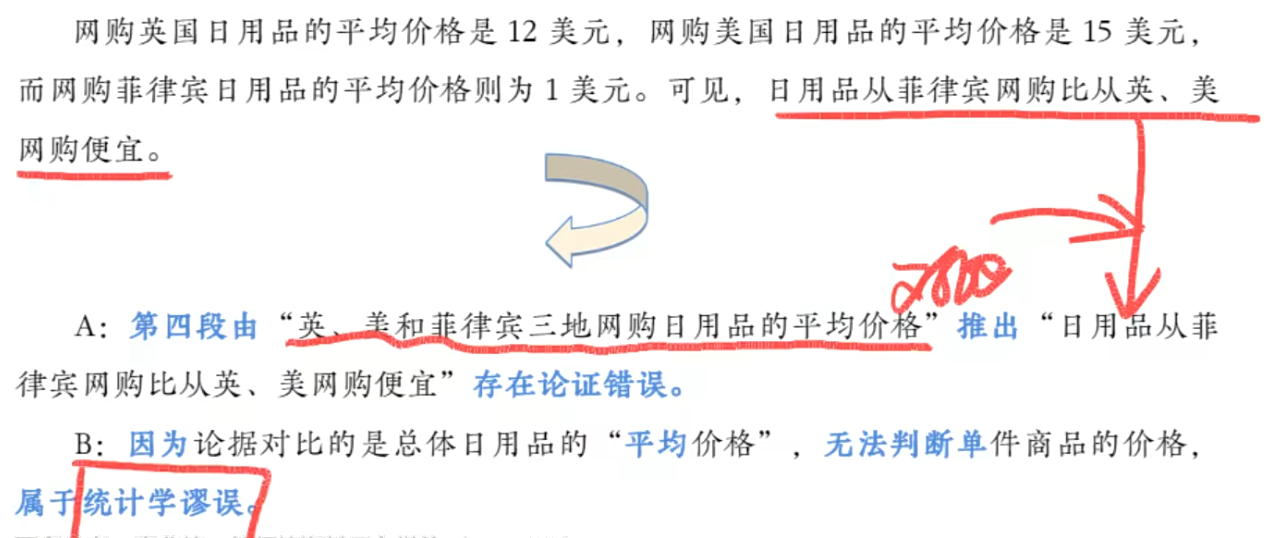 网购英国日用品的平均价格是 12 美元，网购美国日用品的平均价格是 15 美元，
而网购菲律宾日用品的平均价格则为 1 美元。可见，日用品从菲律宾网购比从英、美
网购便宜。
A：第四段由“英、美和菲律宾三地网购日用品的平均价格”推出“日用品从菲
律宾网购比从英、美网购便宜”存在论证错误。
B：因为论据对比的是总体日用品的“平均价格”，无法判断单件商品的价格，
属于统计学谬误。